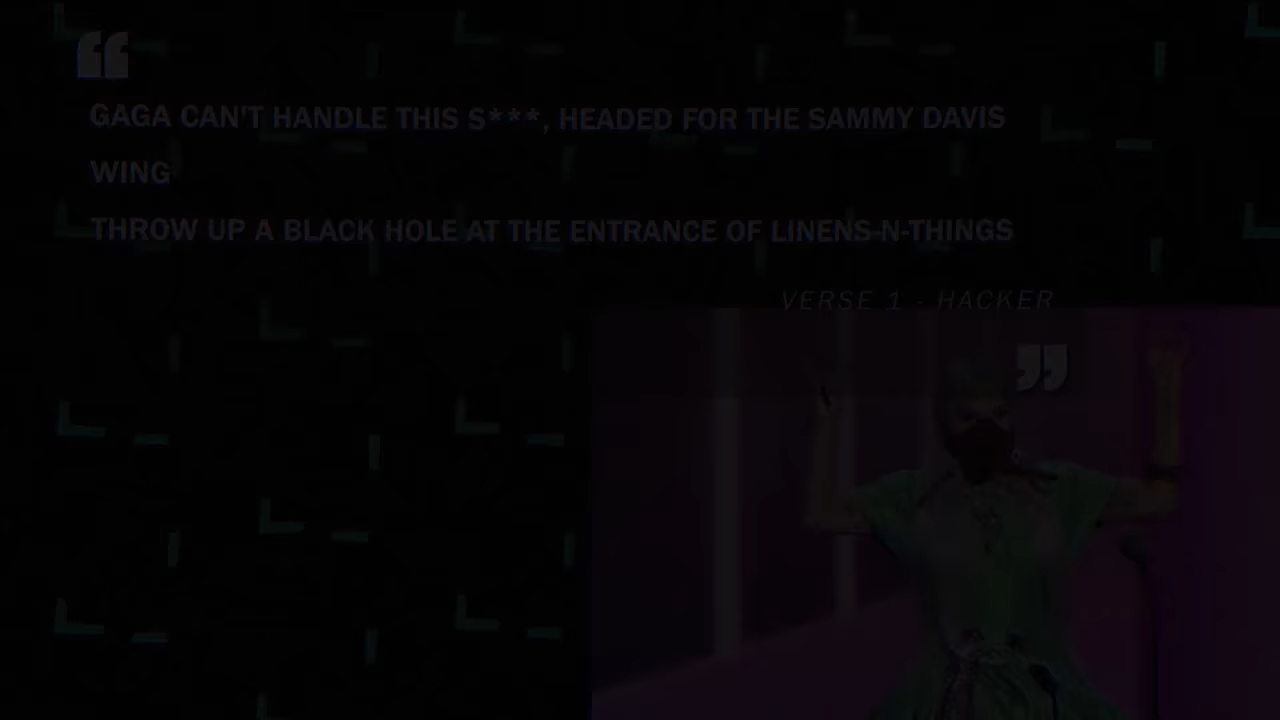 “
GAGA CAN'T HANDLE THIS S***, HEADED FOR THE SAMMY DAVIS
WING
THROW UP A BLACK HOLE AT THE ENTRANCE OF LINENS-N-THINGS
VERSE 1 - HACKER
”